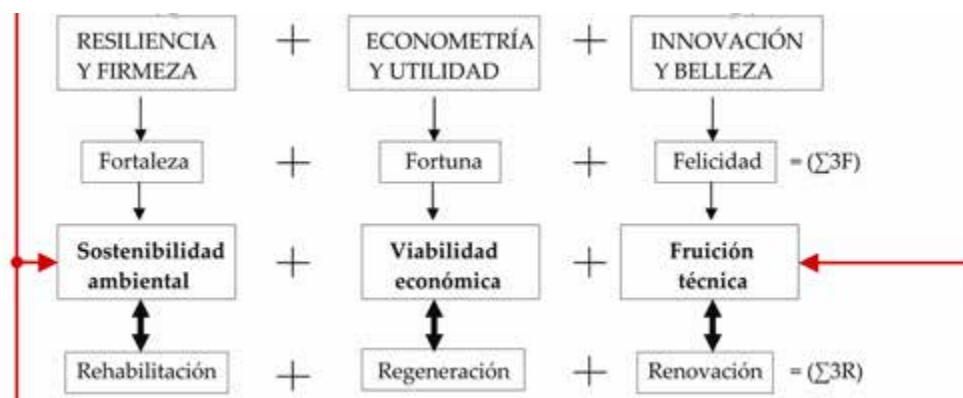 RESILIENCIA + ECONOMETRÍA + INNOVACIÓN
Y FIRMEZA Y UTILIDAD Y BELLEZA
Fortaleza + Fortuna + Felicidad = (∑3F)
Sostenibilidad + Viabilidad + Fruición
ambiental económica técnica
Rehabilitación + Regeneración + Renovación = (∑3R)